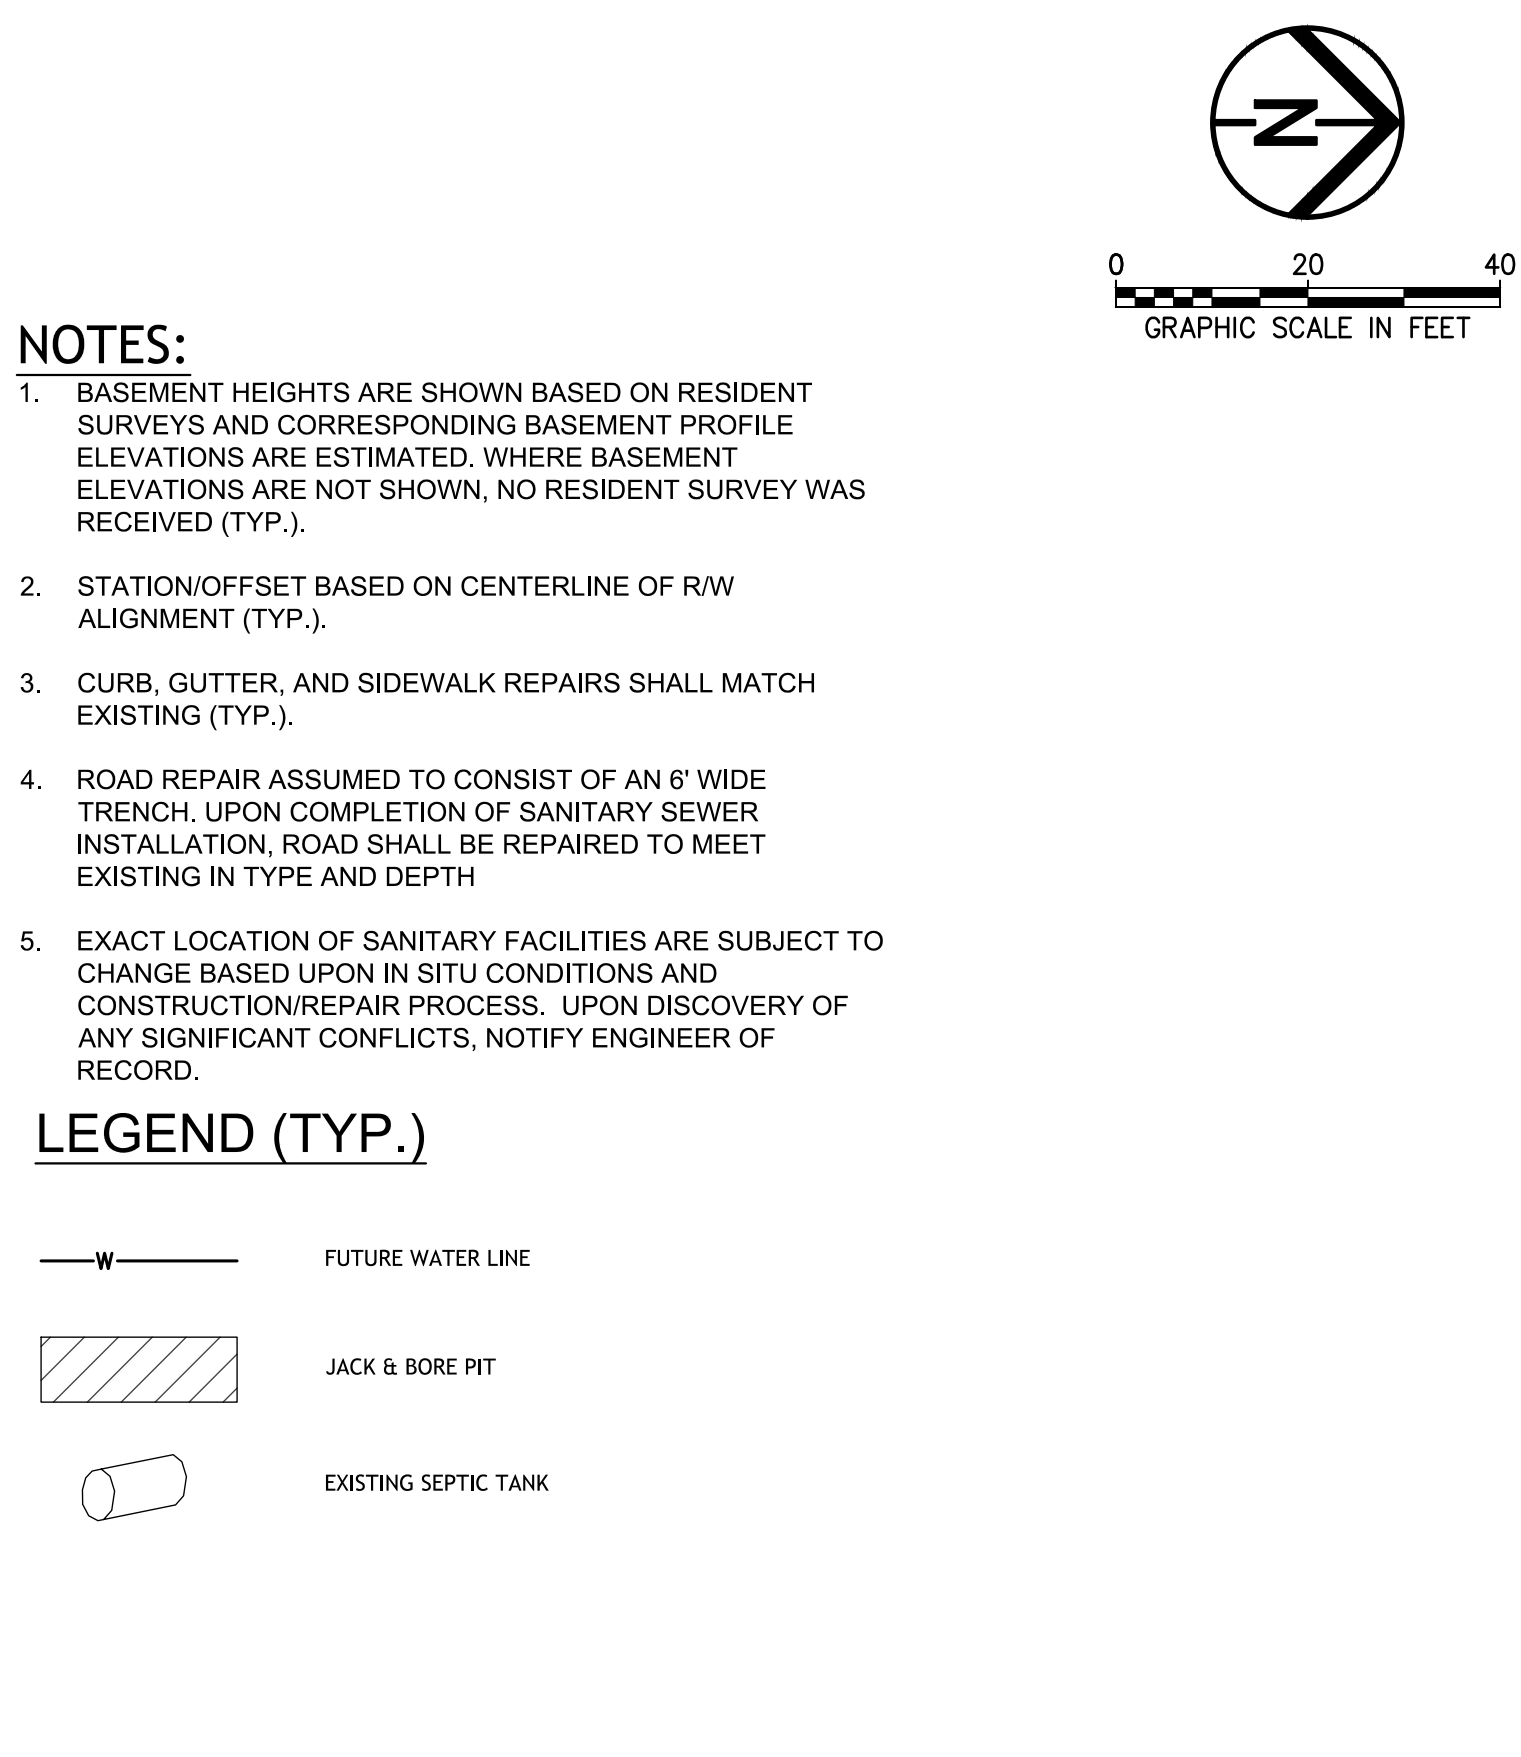 N
0 20 40
GRAPHIC SCALE IN FEET
NOTES:
1. BASEMENT HEIGHTS ARE SHOWN BASED ON RESIDENT
SURVEYS AND CORRESPONDING BASEMENT PROFILE
ELEVATIONS ARE ESTIMATED. WHERE BASEMENT
ELEVATIONS ARE NOT SHOWN, NO RESIDENT SURVEY WAS
RECEIVED (TYP.).
2. STATION/OFFSET BASED ON CENTERLINE OF R/W
ALIGNMENT (TYP.).
3. CURB, GUTTER, AND SIDEWALK REPAIRS SHALL MATCH
EXISTING (TYP.).
4. ROAD REPAIR ASSUMED TO CONSIST OF AN 6' WIDE
TRENCH. UPON COMPLETION OF SANITARY SEWER
INSTALLATION, ROAD SHALL BE REPAIRED TO MEET
EXISTING IN TYPE AND DEPTH
5. EXACT LOCATION OF SANITARY FACILITIES ARE SUBJECT TO
CHANGE BASED UPON IN SITU CONDITIONS AND
CONSTRUCTION/REPAIR PROCESS. UPON DISCOVERY OF
ANY SIGNIFICANT CONFLICTS, NOTIFY ENGINEER OF
RECORD.
LEGEND (TYP.)
W FUTURE WATER LINE
JACK & BORE PIT
EXISTING SEPTIC TANK